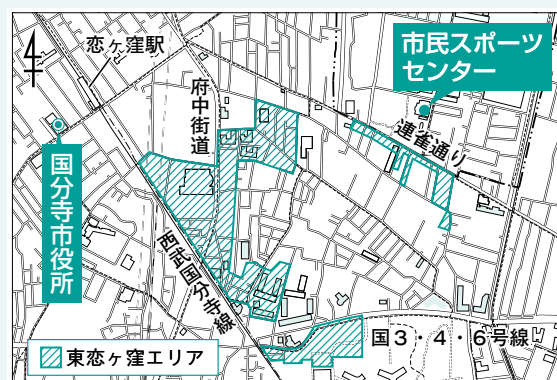 恋ヶ窪駅
市民スポーツ
センター
府中街道
連雀通り
国分寺市役所
西武国分寺線
国3・4・6号線
東恋ヶ窪エリア